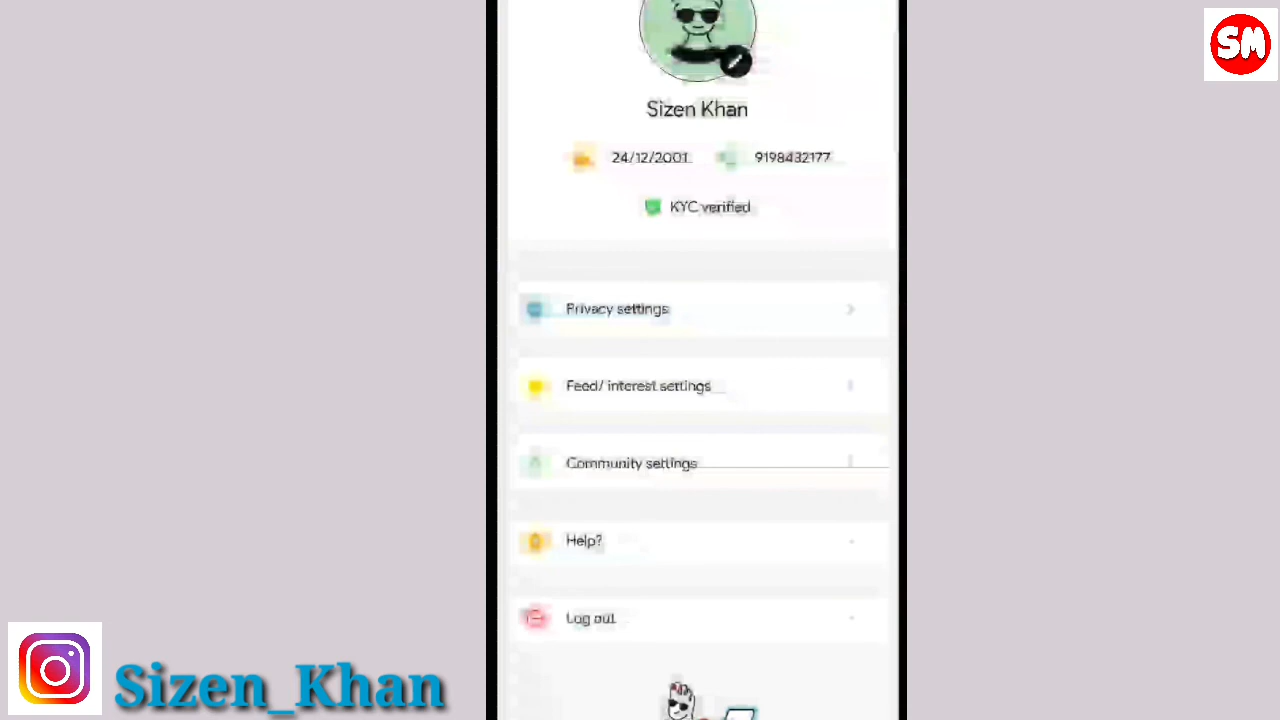 SM
Sizen Khan
24/12/2001
9198432177
KYC verified
Privacy settings
Feed/ interest settings
Community settings
Help?
Log out
Sizen_Khan